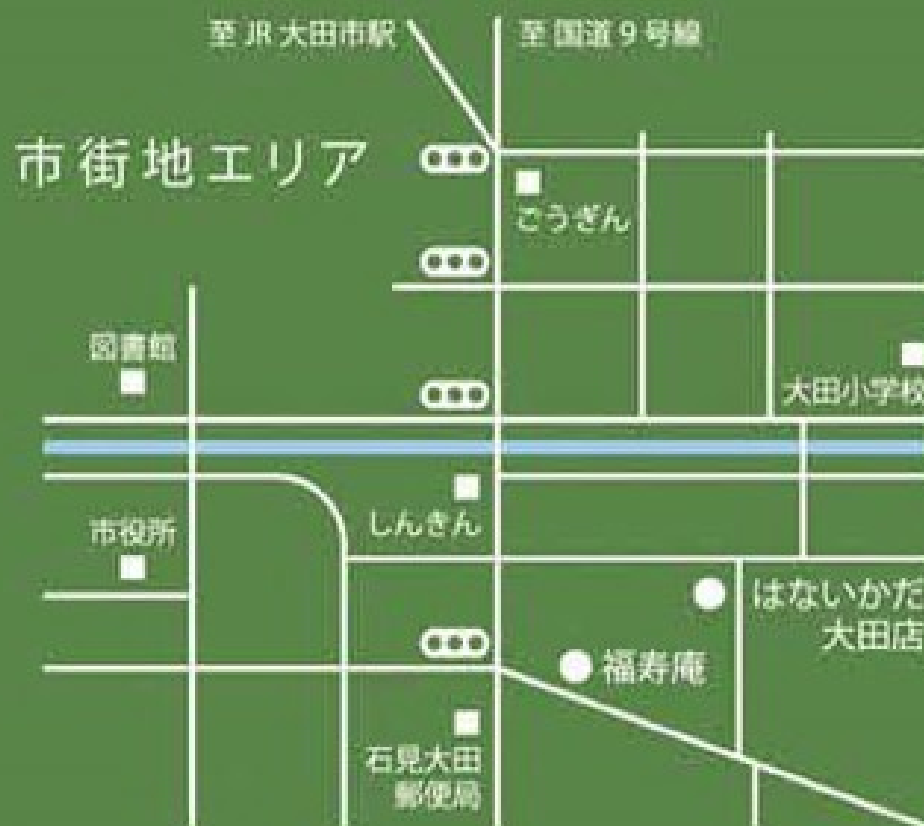 至 JR 大田市駅
至 国道 9 号線
市街地エリア
ごうぎん
図書館
大田小学校
しんきん
市役所
はないかだ
大田店
福寿庵
石見大田
郵便局